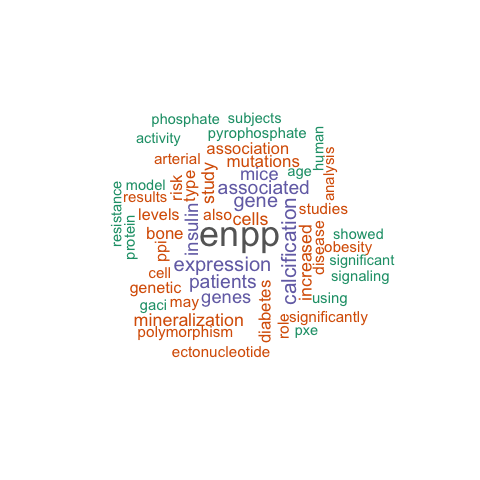 phosphate
subjects
activity
pyrophosphate
human
association
arterial
mutations
analysis
mice
age
study
type
risk
model
associated
resistance
results
gene
protein
insulin
levels
also
cells
calcification
studies
bone
enpp
showed
ppi
increased
disease
obesity
expression
significant
cell
patients
signaling
genetic
genes
diabetes
using
gaci
may
mineralization
role
significantly
polymorphism
pxe
ectonucleotide